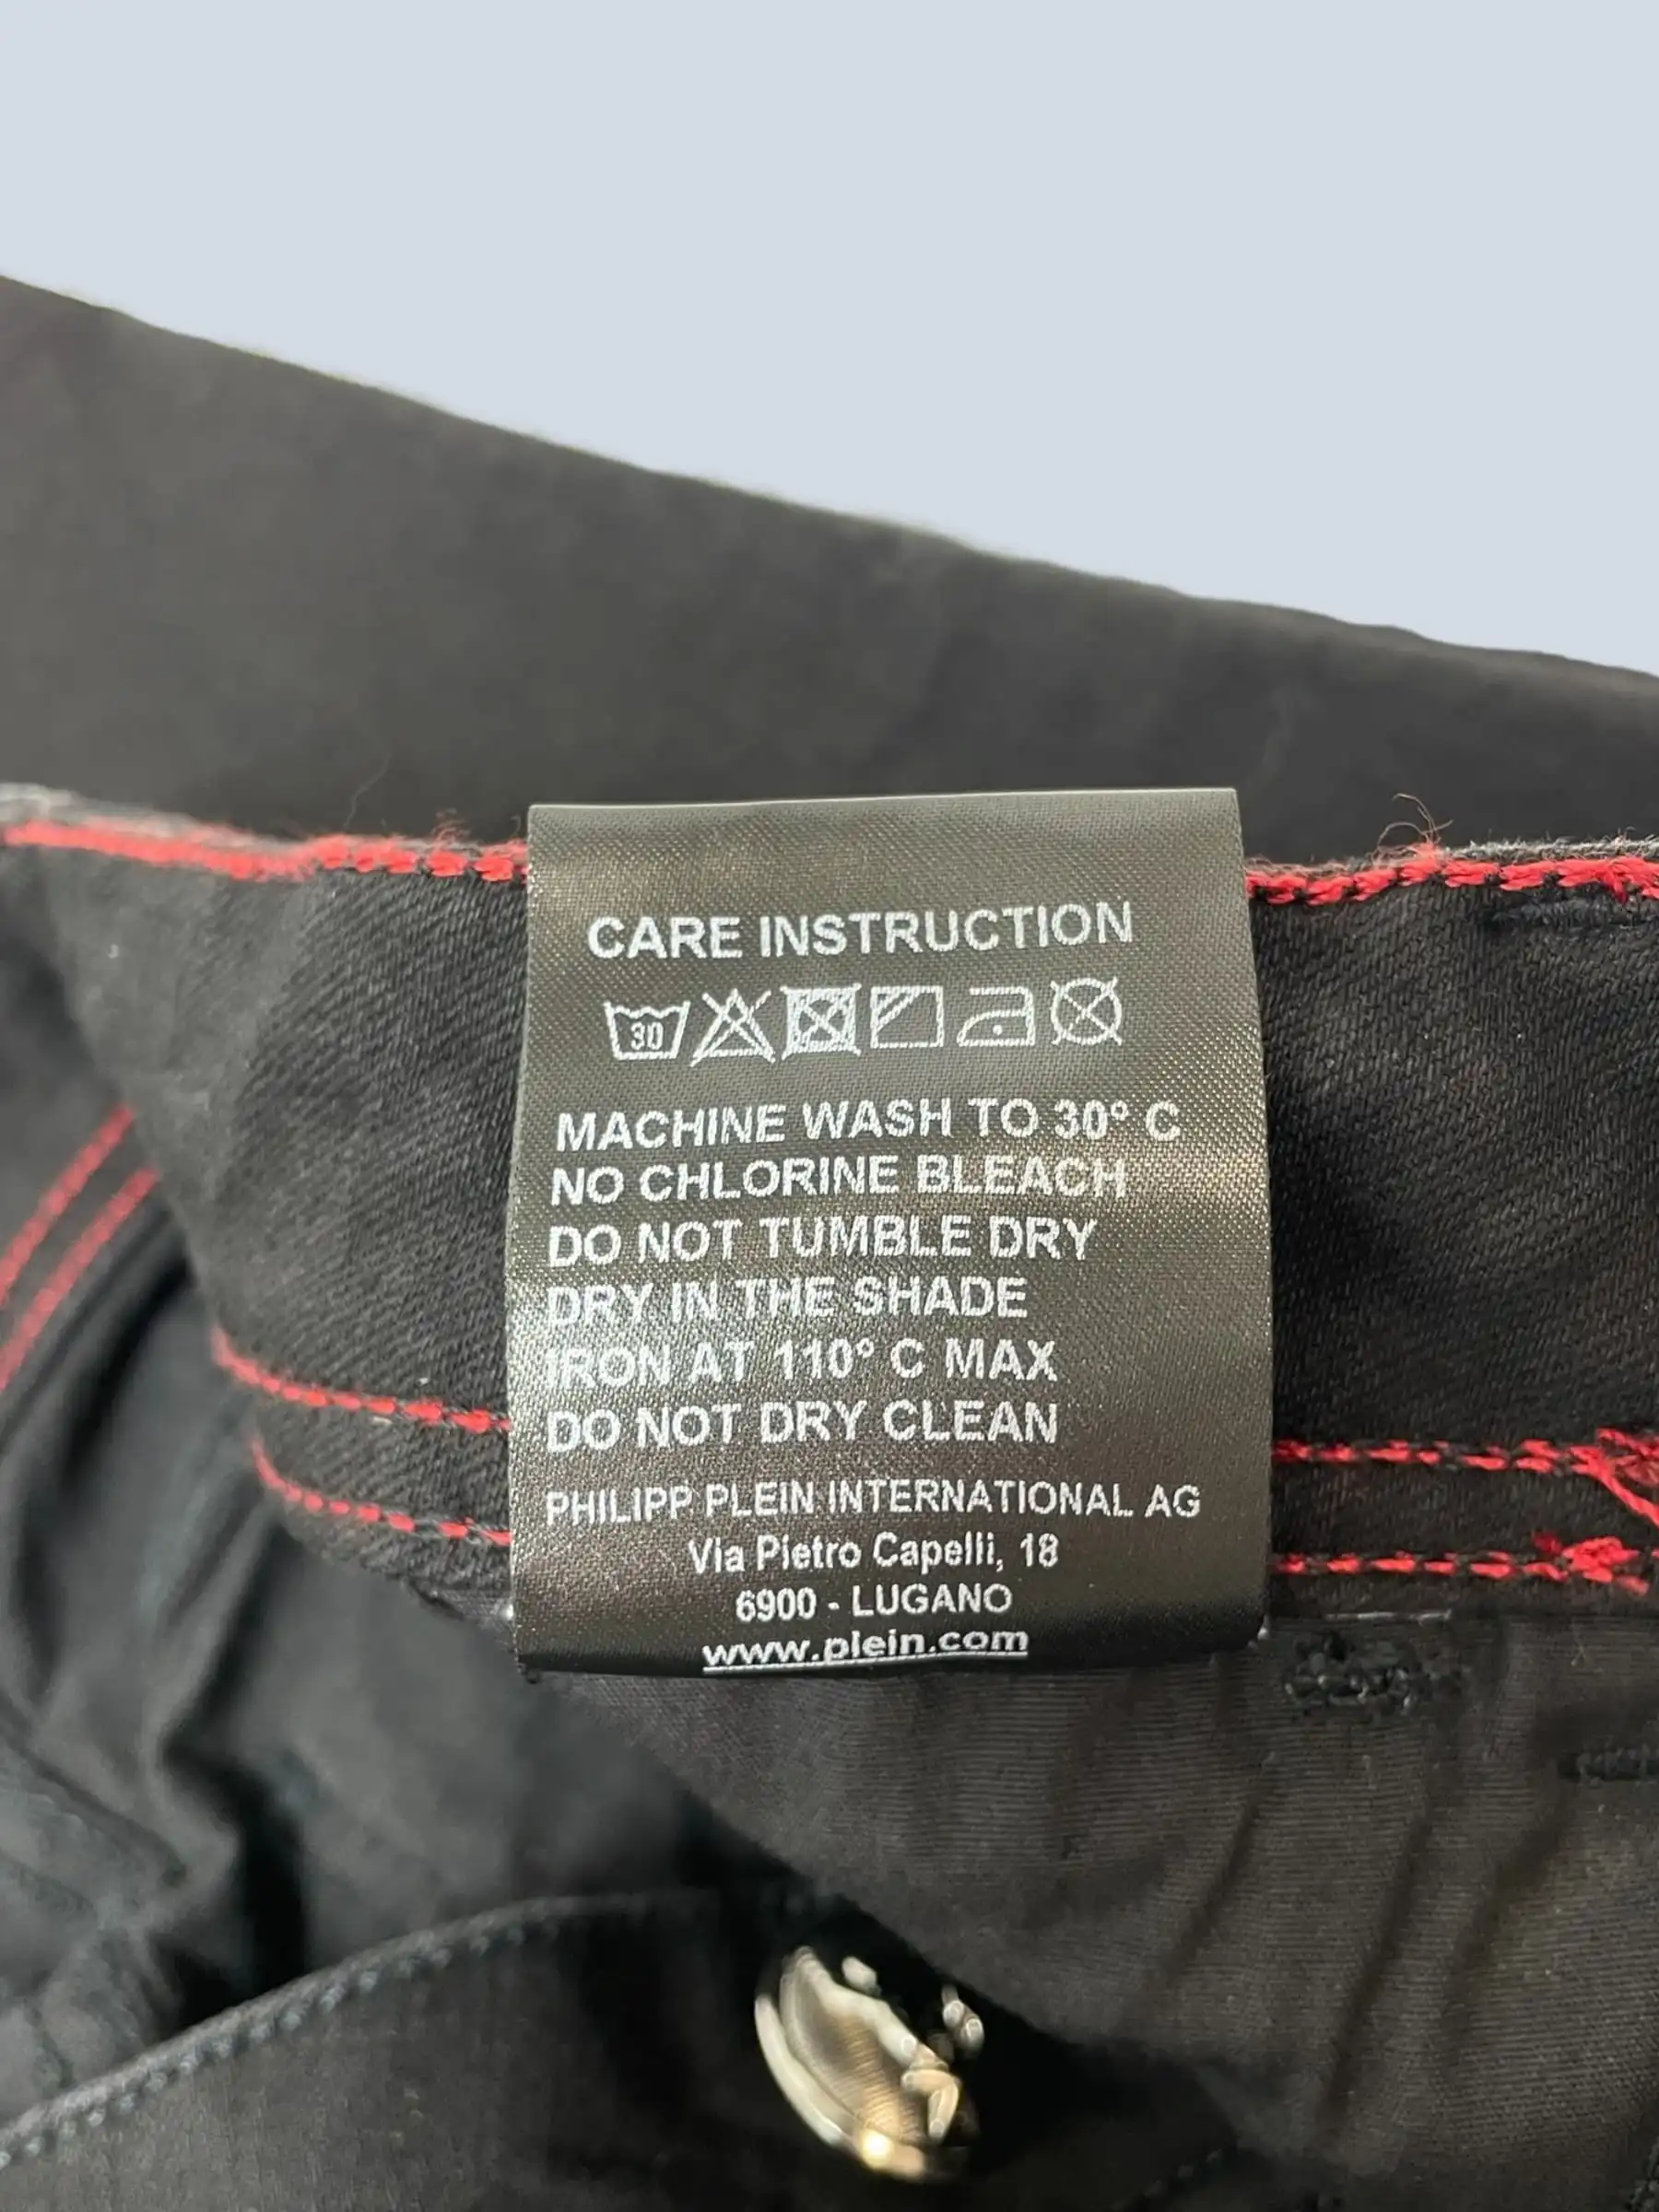 CARE INSTRUCTION
30
MACHINE WASH TO 30° C
NO CHLORINE BLEACH
DO NOT TUMBLE DRY
DRY IN THE SHADE
IRON AT 110° C MAX
DO NOT DRY CLEAN
PHILIPP PLEIN INTERNATIONAL AG
Via Pietro Capelli, 18
6900 - LUGANO
www.plein.com